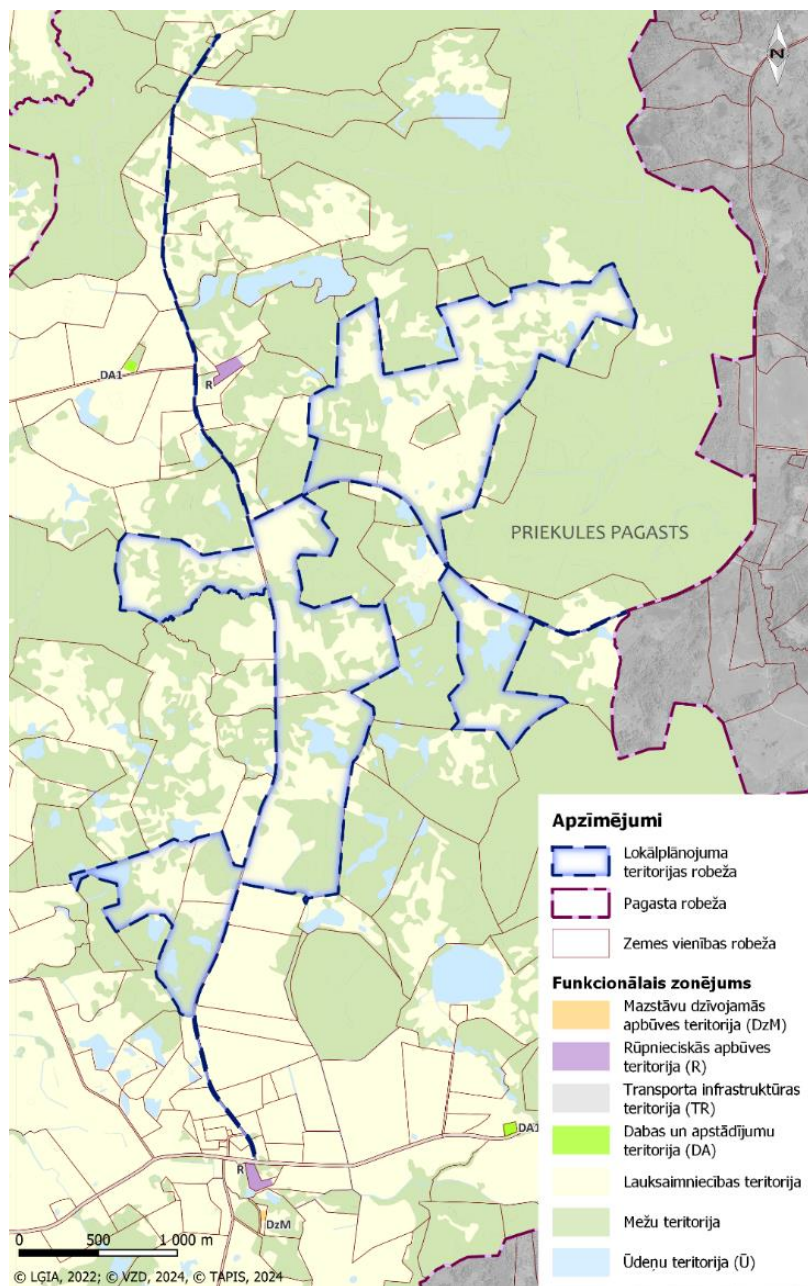 Z
DA1
R
PRIEKULES PAGASTS
Apzīmējumi
Lokālplānojuma
teritorijas robeža
Pagasta robeža
Zemes vienības robeža
Funkcionālais zonējums
Mazstāvu dzīvojamās
apbūves teritorija (DzM)
Rūpnieciskās apbūves
teritorija (R)
Transporta infrastruktūras
teritorija (TR)
Dabas un apstādījumu
teritorija (DA)
Lauksaimniecības teritorija
Mežu teritorija
Ūdeņu teritorija (Ū)
DA1
R
DzM
0 500 1 000 m
© LGIA, 2022; © VZD, 2024, © TAPIS, 2024